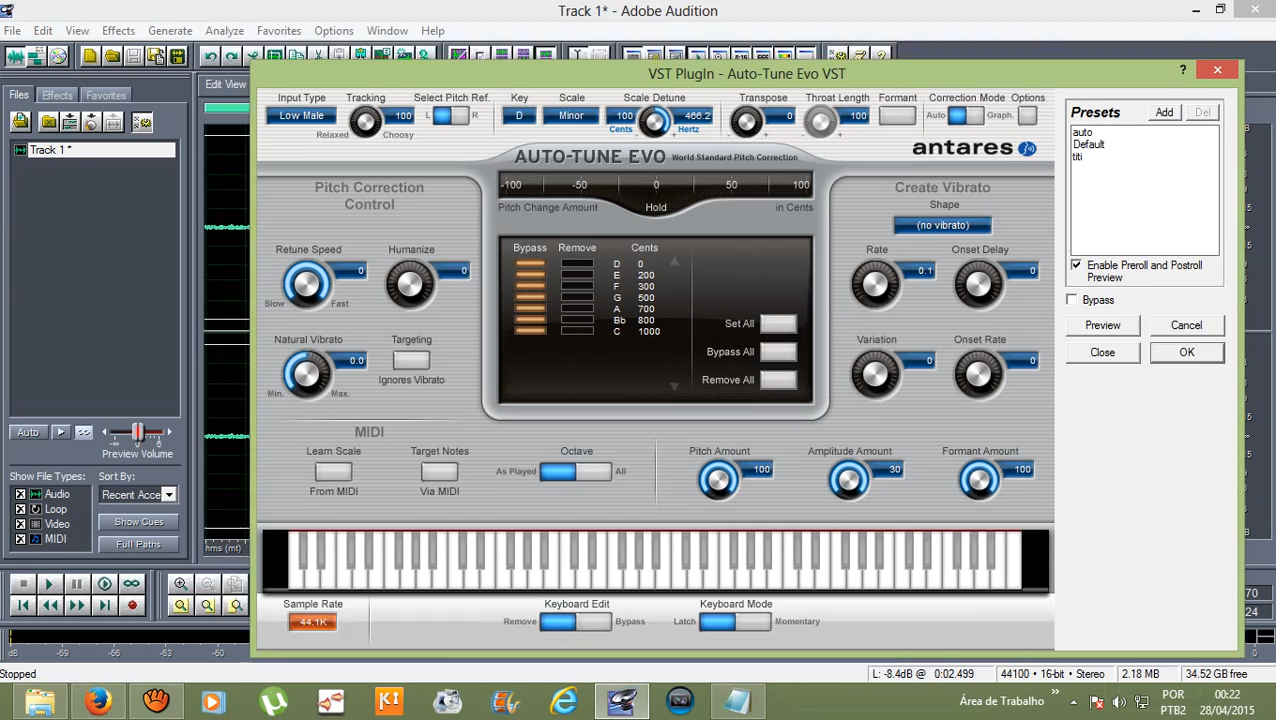 Track 1* - Adobe Audition
File Edit View Effects Generate Analyze Favorites Options Window Help
VST PlugIn - Auto-Tune Evo VST
?
Files Effects Favorites
Edit View
Track 1 *
Input Type Tracking Select Pitch Ref. Key Scale Scale Detune Transpose Throat Length Formant Correction Mode Options
Low Male 100 L R D Minor 100 466.2 0 100 Auto Graph.
Relaxed Choosy Cents Hertz - + - +
AUTO-TUNE EVO World Standard Pitch Correction
antares
-100 -50 0 50 100
Pitch Change Amount Hold in Cents
Pitch Correction
Control
Retune Speed Humanize
0 0
Slow Fast
Natural Vibrato Targeting
0.0
Min. Max. Ignores Vibrato
Bypass Remove Cents
D 0
E 200
F 300
G 500
A 700
Bb 800
C 1000
Set All
Bypass All
Remove All
Create Vibrato
Shape
(no vibrato)
Rate Onset Delay
0.1 0
Variation Onset Rate
0 0
MIDI
Learn Scale Target Notes Octave
As Played All
From MIDI Via MIDI
Pitch Amount Amplitude Amount Formant Amount
100 30 100
Sample Rate Keyboard Edit Keyboard Mode
44.1K Remove Bypass Latch Momentary
Presets Add Del
auto
Default
titi
Enable Preroll and Postroll
Preview
Bypass
Preview Cancel
Close OK
Auto
-∞ 8
Preview Volume
Show File Types: Sort By:
Audio Recent Acce
Loop
Video Show Cues
MIDI Full Paths
hms (mt)
70
24
dB -69 -66 -63 -60 0
Stopped L: -8.4dB @ 0:02.499 44100 • 16-bit • Stereo 2.18 MB 34.52 GB free
KI
Área de Trabalho
POR
PTB2
00:22
28/04/2015